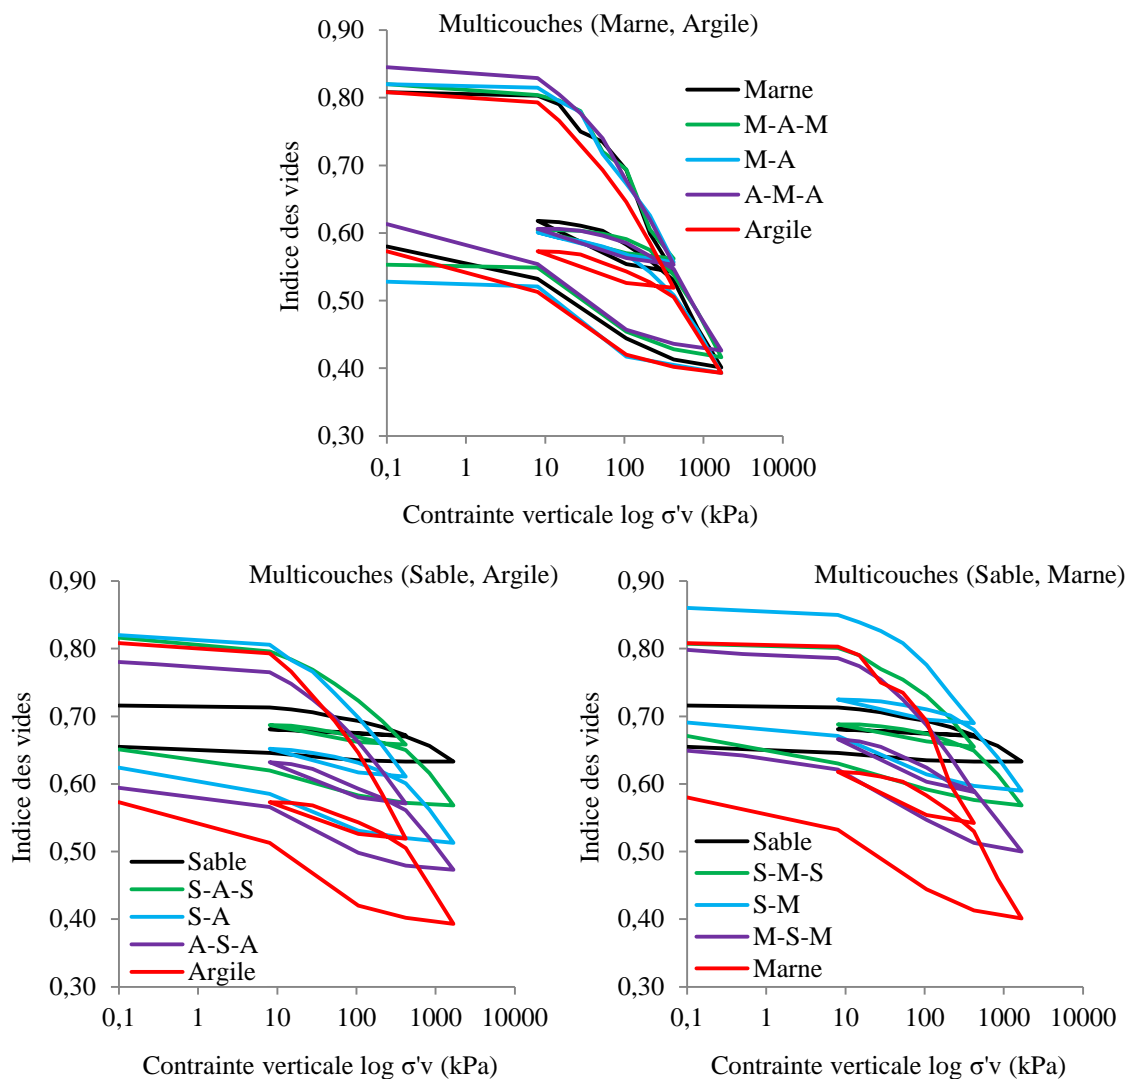 Multicouches (Marne, Argile)
0,90
0,80
0,70
0,60
0,50
0,40
0,30
Indice des vides
Marne
M-A-M
M-A
A-M-A
Argile
0,1 1 10 100 1000 10000
Contrainte verticale log σ'v (kPa)
Multicouches (Sable, Argile)
0,90
0,80
0,70
0,60
0,50
0,40
0,30
Indice des vides
Sable
S-A-S
S-A
A-S-A
Argile
0,1 1 10 100 1000 10000
Contrainte verticale log σ'v (kPa)
Multicouches (Sable, Marne)
0,90
0,80
0,70
0,60
0,50
0,40
0,30
Indice des vides
Sable
S-M-S
S-M
M-S-M
Marne
0,1 1 10 100 1000 10000
Contrainte verticale log σ'v (kPa)